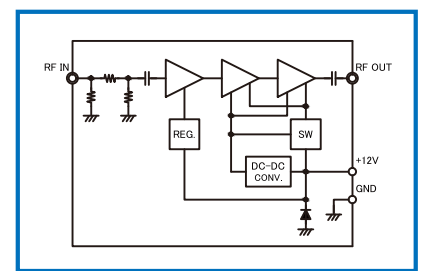 RF IN
RF OUT
REG.
SW
DC-DC
CONV.
+12V
GND